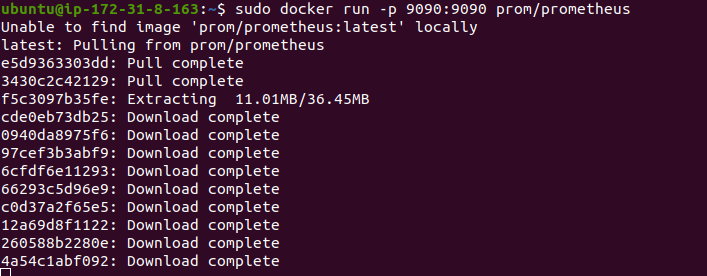 ubuntu@ip-172-31-8-163:~$ sudo docker run -p 9090:9090 prom/prometheus
Unable to find image 'prom/prometheus:latest' locally
latest: Pulling from prom/prometheus
e5d9363303dd: Pull complete
3430c2c42129: Pull complete
f5c3097b35fe: Extracting  11.01MB/36.45MB
cde0eb73db25: Download complete
0940da8975f6: Download complete
97cef3b3abf9: Download complete
6cfdf6e11293: Download complete
66293c5d96e9: Download complete
c0d37a2f65e5: Download complete
12a69d8f1122: Download complete
260588b2280e: Download complete
4a54c1abf092: Download complete